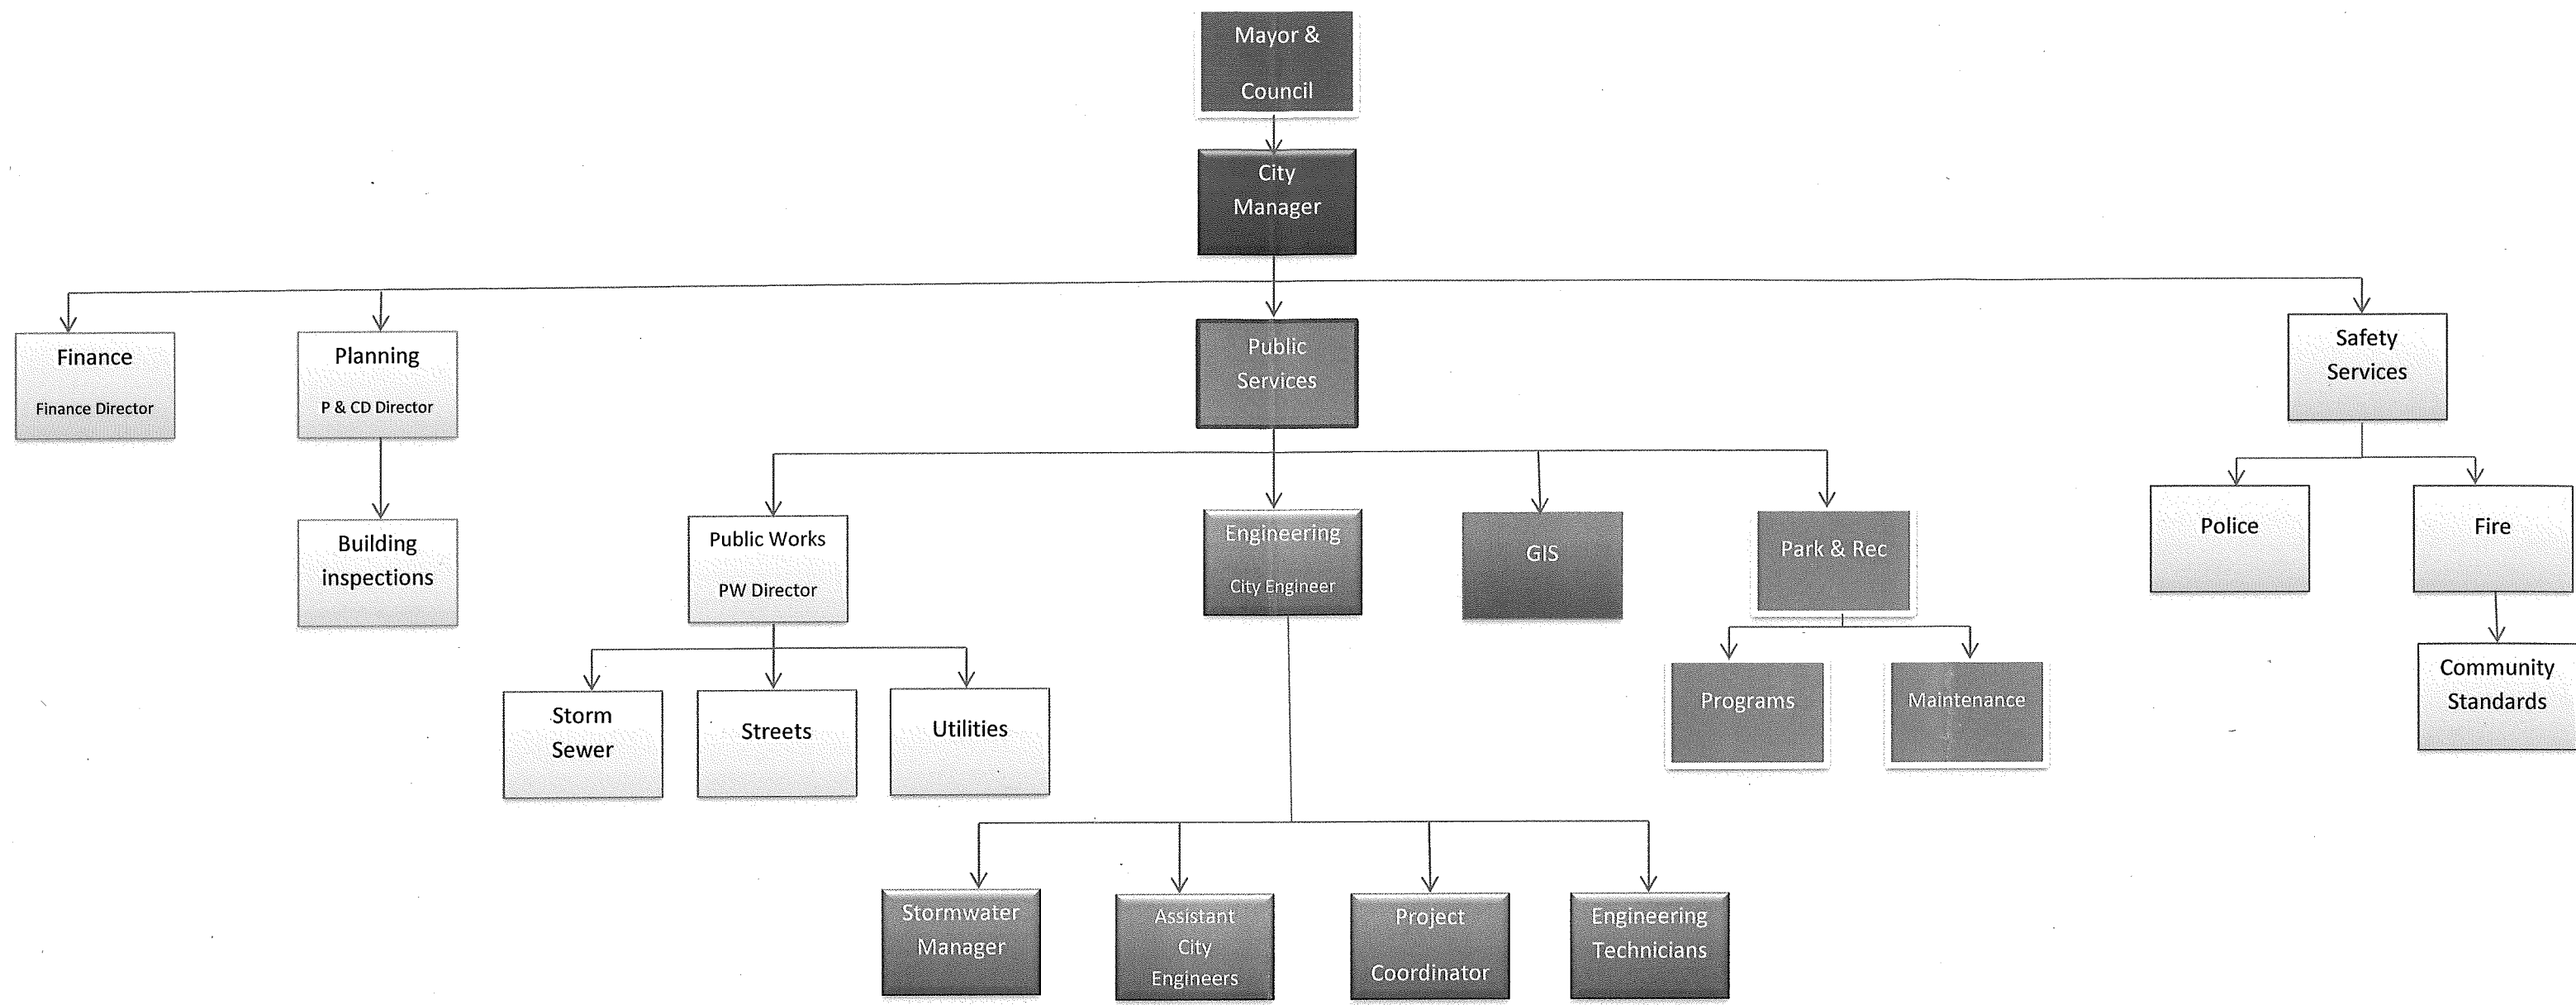 Mayor &
Council
City
Manager
Finance
Finance Director
Planning
P & CD Director
Public
Services
Safety
Services
Building
inspections
Public Works
PW Director
Engineering
City Engineer
GIS
Park & Rec
Police
Fire
Storm
Sewer
Streets
Utilities
Programs
Maintenance
Community
Standards
Stormwater
Manager
Assistant
City
Engineers
Project
Coordinator
Engineering
Technicians